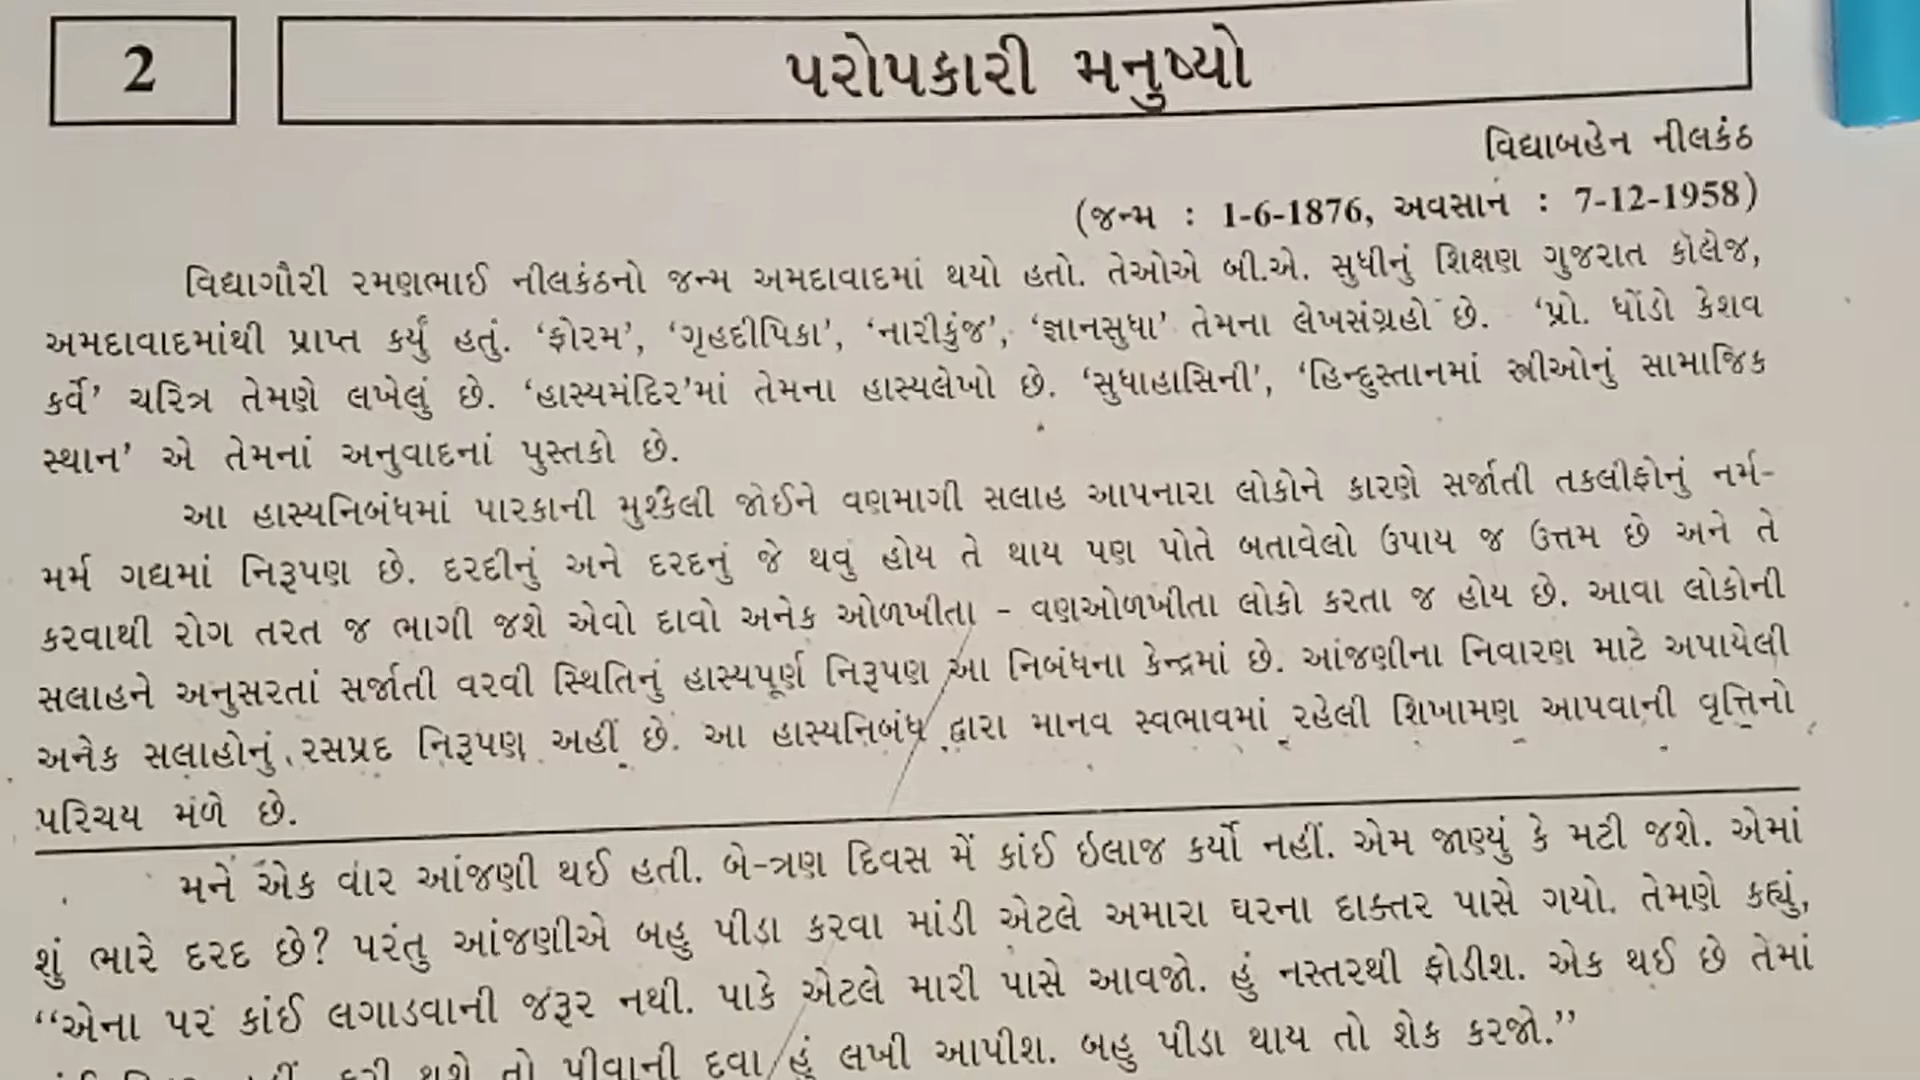 2
પરોપકારી મનુષ્યો
વિદ્યાબહેન નીલકંઠ
(જન્મ : 1-6-1876, અવસાન : 7-12-1958)
વિદ્યાગૌરી રમણભાઈ નીલકંઠનો જન્મ અમદાવાદમાં થયો હતો. તેઓએ બી.એ. સુધીનું શિક્ષણ ગુજરાત કૉલેજ,
અમદાવાદમાંથી પ્રાપ્ત કર્યું હતું. ‘ફોરમ’, ‘ગૃહદીપિકા’, ‘નારીકુંજ’, ‘જ્ઞાનસુધા’ તેમના લેખસંગ્રહો છે. ‘પ્રો. ધોંડો કેશવ
કર્વે’ ચરિત્ર તેમણે લખેલું છે. ‘હાસ્યમંદિર’માં તેમના હાસ્યલેખો છે. ‘સુધાહાસિની’, ‘હિન્દુસ્તાનમાં સ્ત્રીઓનું સામાજિક
સ્થાન’ એ તેમનાં અનુવાદનાં પુસ્તકો છે.
આ હાસ્યનિબંધમાં પારકાની મુશ્કેલી જોઈને વણમાગી સલાહ આપનારા લોકોને કારણે સર્જાતી તકલીફોનું નર્મ-
મર્મ ગદ્યમાં નિરૂપણ છે. દરદીનું અને દરદનું જે થવું હોય તે થાય પણ પોતે બતાવેલો ઉપાય જ ઉત્તમ છે અને તે
કરવાથી રોગ તરત જ ભાગી જશે એવો દાવો અનેક ઓળખીતા - વણઓળખીતા લોકો કરતા જ હોય છે. આવા લોકોની
સલાહને અનુસરતાં સર્જાતી વરવી સ્થિતિનું હાસ્યપૂર્ણ નિરૂપણ આ નિબંધના કેન્દ્રમાં છે. આંજણીના નિવારણ માટે અપાયેલી
અનેક સલાહોનું રસપ્રદ નિરૂપણ અહીં છે. આ હાસ્યનિબંધ દ્વારા માનવ સ્વભાવમાં રહેલી શિખામણ આપવાની વૃત્તિનો
પરિચય મળે છે.
મને એક વાર આંજણી થઈ હતી. બે-ત્રણ દિવસ મેં કાંઈ ઈલાજ કર્યો નહીં. એમ જાણ્યું કે મટી જશે. એમાં
શું ભારે દરદ છે? પરંતુ આંજણીએ બહુ પીડા કરવા માંડી એટલે અમારા ઘરના દાક્તર પાસે ગયો. તેમણે કહ્યું,
“એના પર કાંઈ લગાડવાની જરૂર નથી. પાકે એટલે મારી પાસે આવજો. હું નસ્તરથી ફોડીશ. એક થઈ છે તેમાં
તો પીવાની દવા હું લખી આપીશ. બહુ પીડા થાય તો શેક કરજો.”